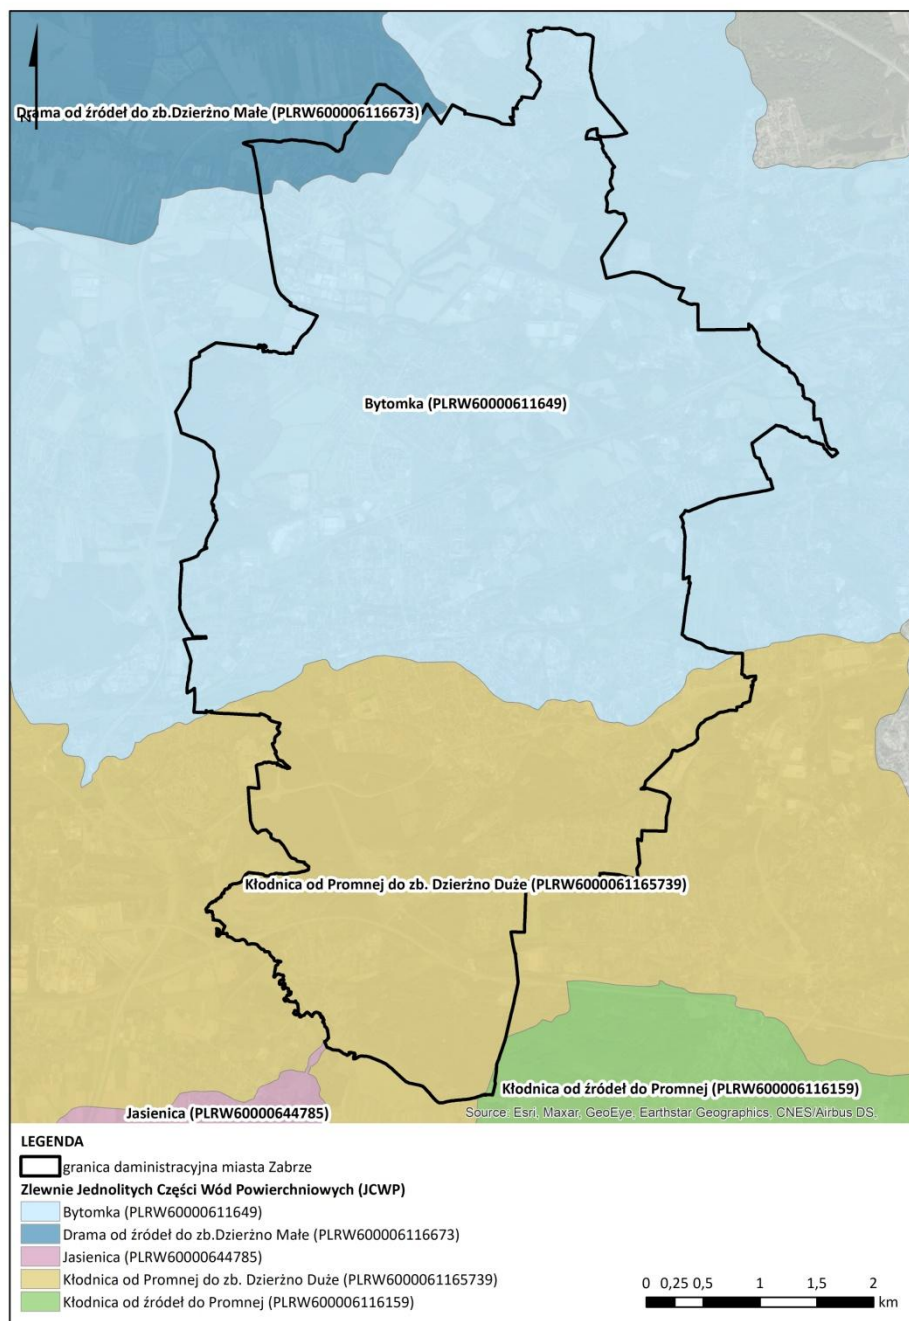 N
Drama od źródeł do zb.Dzierżno Małe (PLRW600006116673)
Bytomka (PLRW60000611649)
Kłodnica od Promnej do zb. Dzierżno Duże (PLRW6000061165739)
Kłodnica od źródeł do Promnej (PLRW600006116159)
Jasienica (PLRW60000644785)
Source: Esri, Maxar, GeoEye, Earthstar Geographics, CNES/Airbus DS,
LEGENDA
granica daministracyjna miasta Zabrze
Zlewnie Jednolitych Części Wód Powierzchniowych (JCWP)
Bytomka (PLRW60000611649)
Drama od źródeł do zb.Dzierżno Małe (PLRW600006116673)
Jasienica (PLRW60000644785)
Kłodnica od Promnej do zb. Dzierżno Duże (PLRW6000061165739)
Kłodnica od źródeł do Promnej (PLRW600006116159)
0 0,25 0,5 1 1,5 2
km